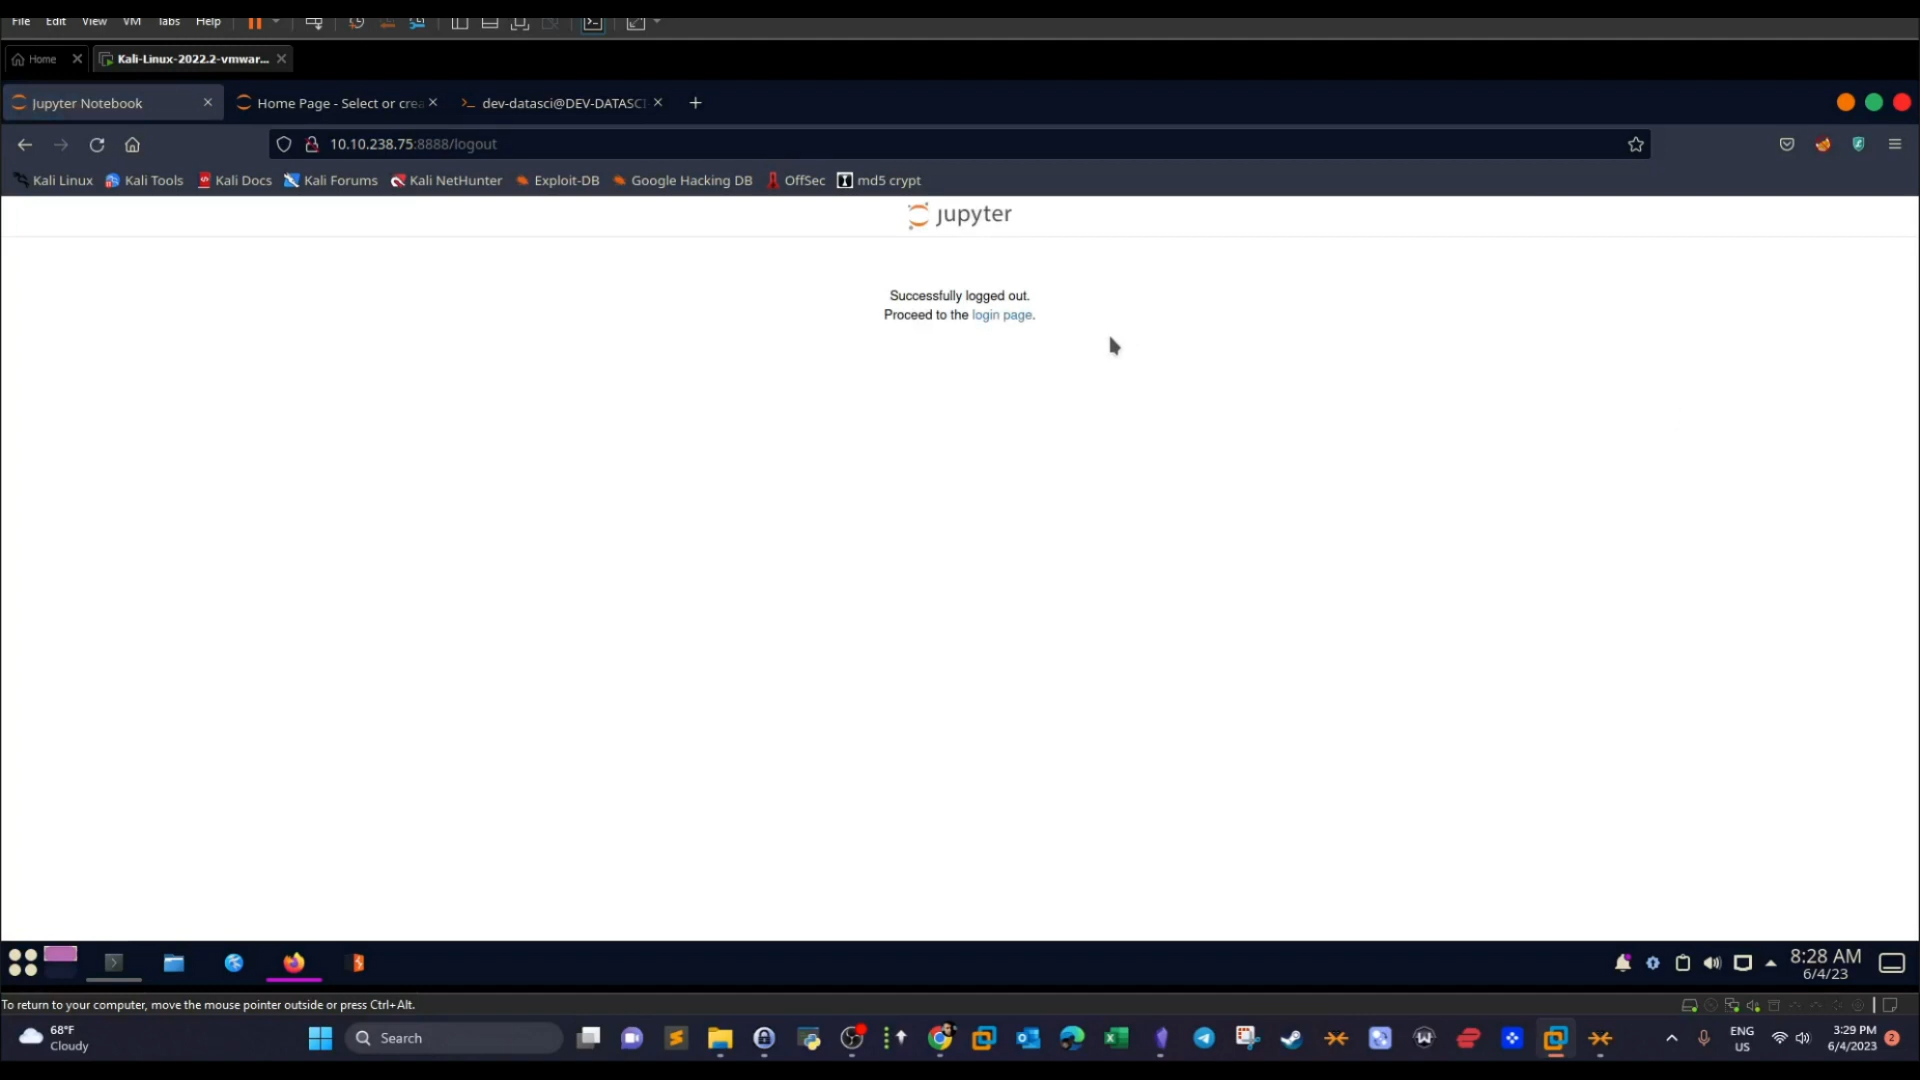 File Edit View VM Tabs Help
Home
Kali-Linux-2022.2-vmwar...
Jupyter Notebook
Home Page - Select or crea
dev-datasci@DEV-DATASCI
10.10.238.75:8888/logout
Kali Linux
Kali Tools
Kali Docs
Kali Forums
Kali NetHunter
Exploit-DB
Google Hacking DB
OffSec
md5 crypt
jupyter
Successfully logged out.
Proceed to the login page.
8:28 AM
6/4/23
To return to your computer, move the mouse pointer outside or press Ctrl+Alt.
68°F
Cloudy
Search
ENG
US
3:29 PM
6/4/2023
2